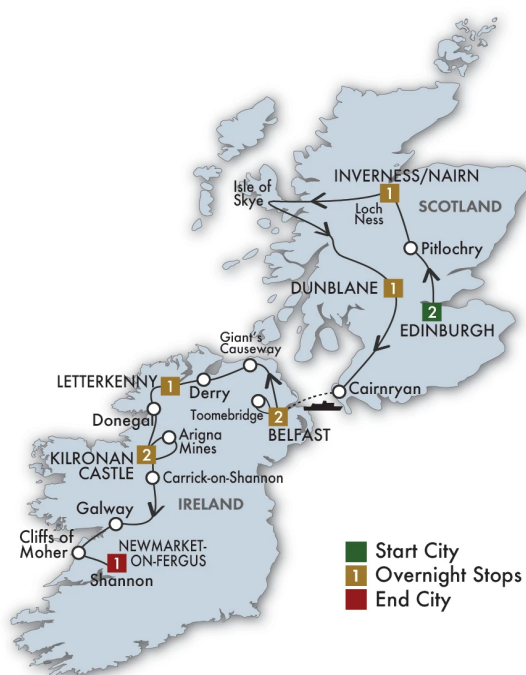 INVERNESS/NAIRN
1
Isle of
Skye
Loch
Ness
SCOTLAND
Pitlochry
DUNBLANE
1
2
EDINBURGH
Giant's
Causeway
LETTERKENNY
1
Derry
Cairnryan
Toomebridge
2
BELFAST
Donegal
Arigna
Mines
KILRONAN
CASTLE
2
Carrick-on-Shannon
Galway
IRELAND
Cliffs of
Moher
NEWMARKET-
ON-FERGUS
1
Shannon
Start City
1 Overnight Stops
End City